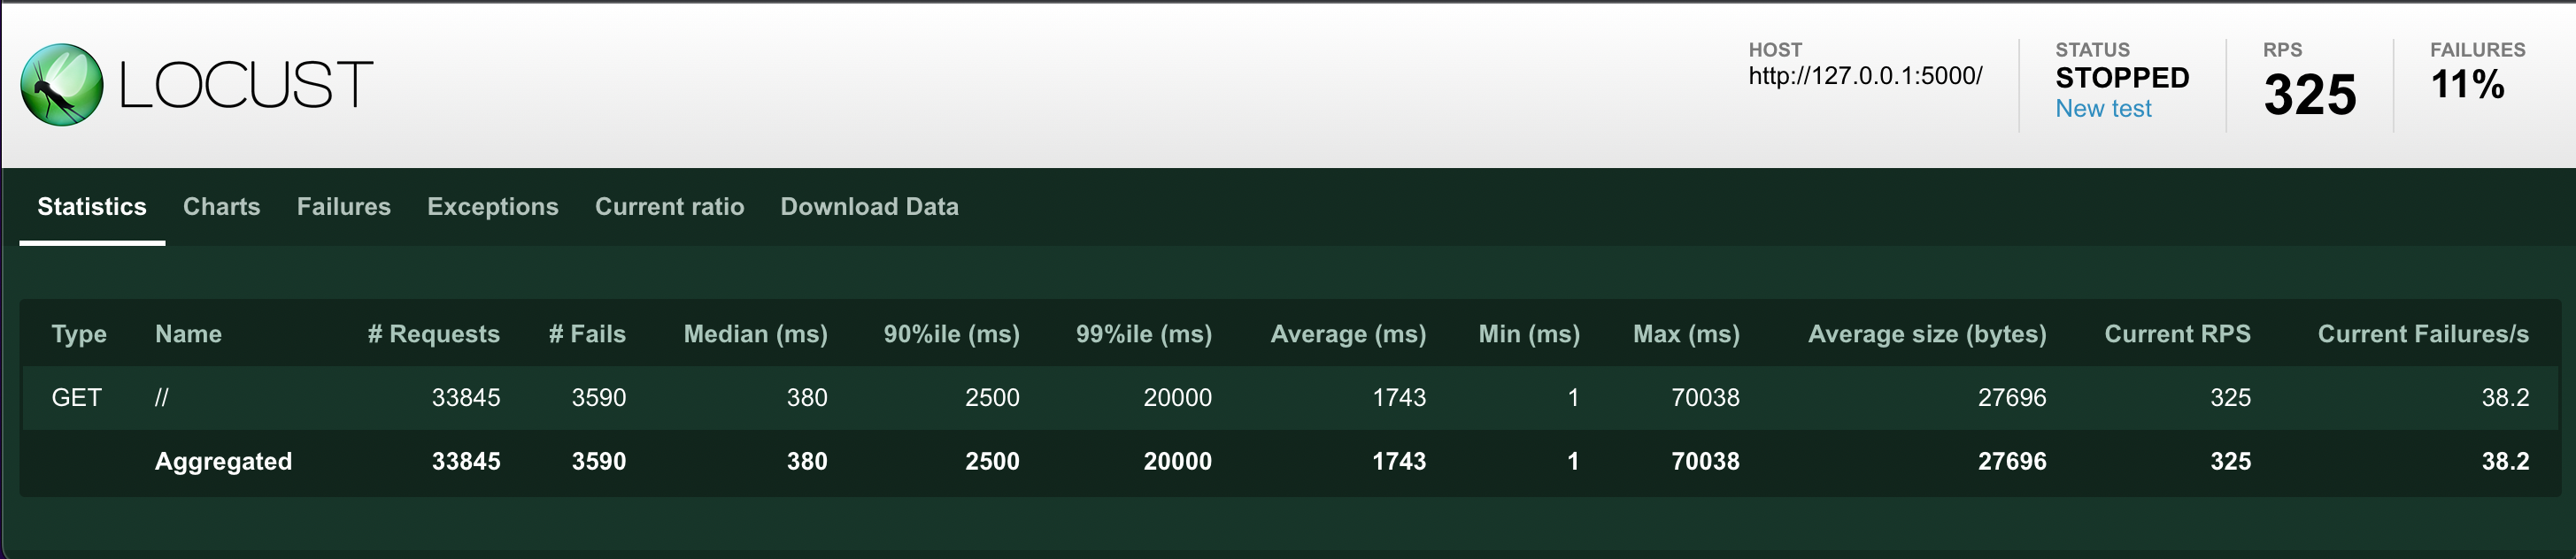 LOCUST
HOST
http://127.0.0.1:5000/
STATUS
STOPPED
New test
RPS
325
FAILURES
11%
Statistics Charts Failures Exceptions Current ratio Download Data
Type Name # Requests # Fails Median (ms) 90%ile (ms) 99%ile (ms) Average (ms) Min (ms) Max (ms) Average size (bytes) Current RPS Current Failures/s
GET // 33845 3590 380 2500 20000 1743 1 70038 27696 325 38.2
Aggregated 33845 3590 380 2500 20000 1743 1 70038 27696 325 38.2